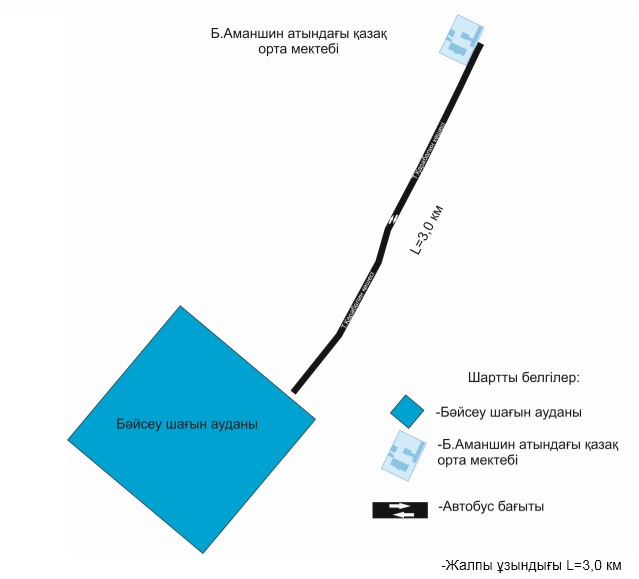 Б.Аманшин атындағы қазақ
орта мектебі
L=3,0 км
Бәйсеу шағын ауданы
Шартты белгілер:
-Бәйсеу шағын ауданы
-Б.Аманшин атындағы қазақ
орта мектебі
-Автобус бағыты
-Жалпы ұзындығы L=3,0 км